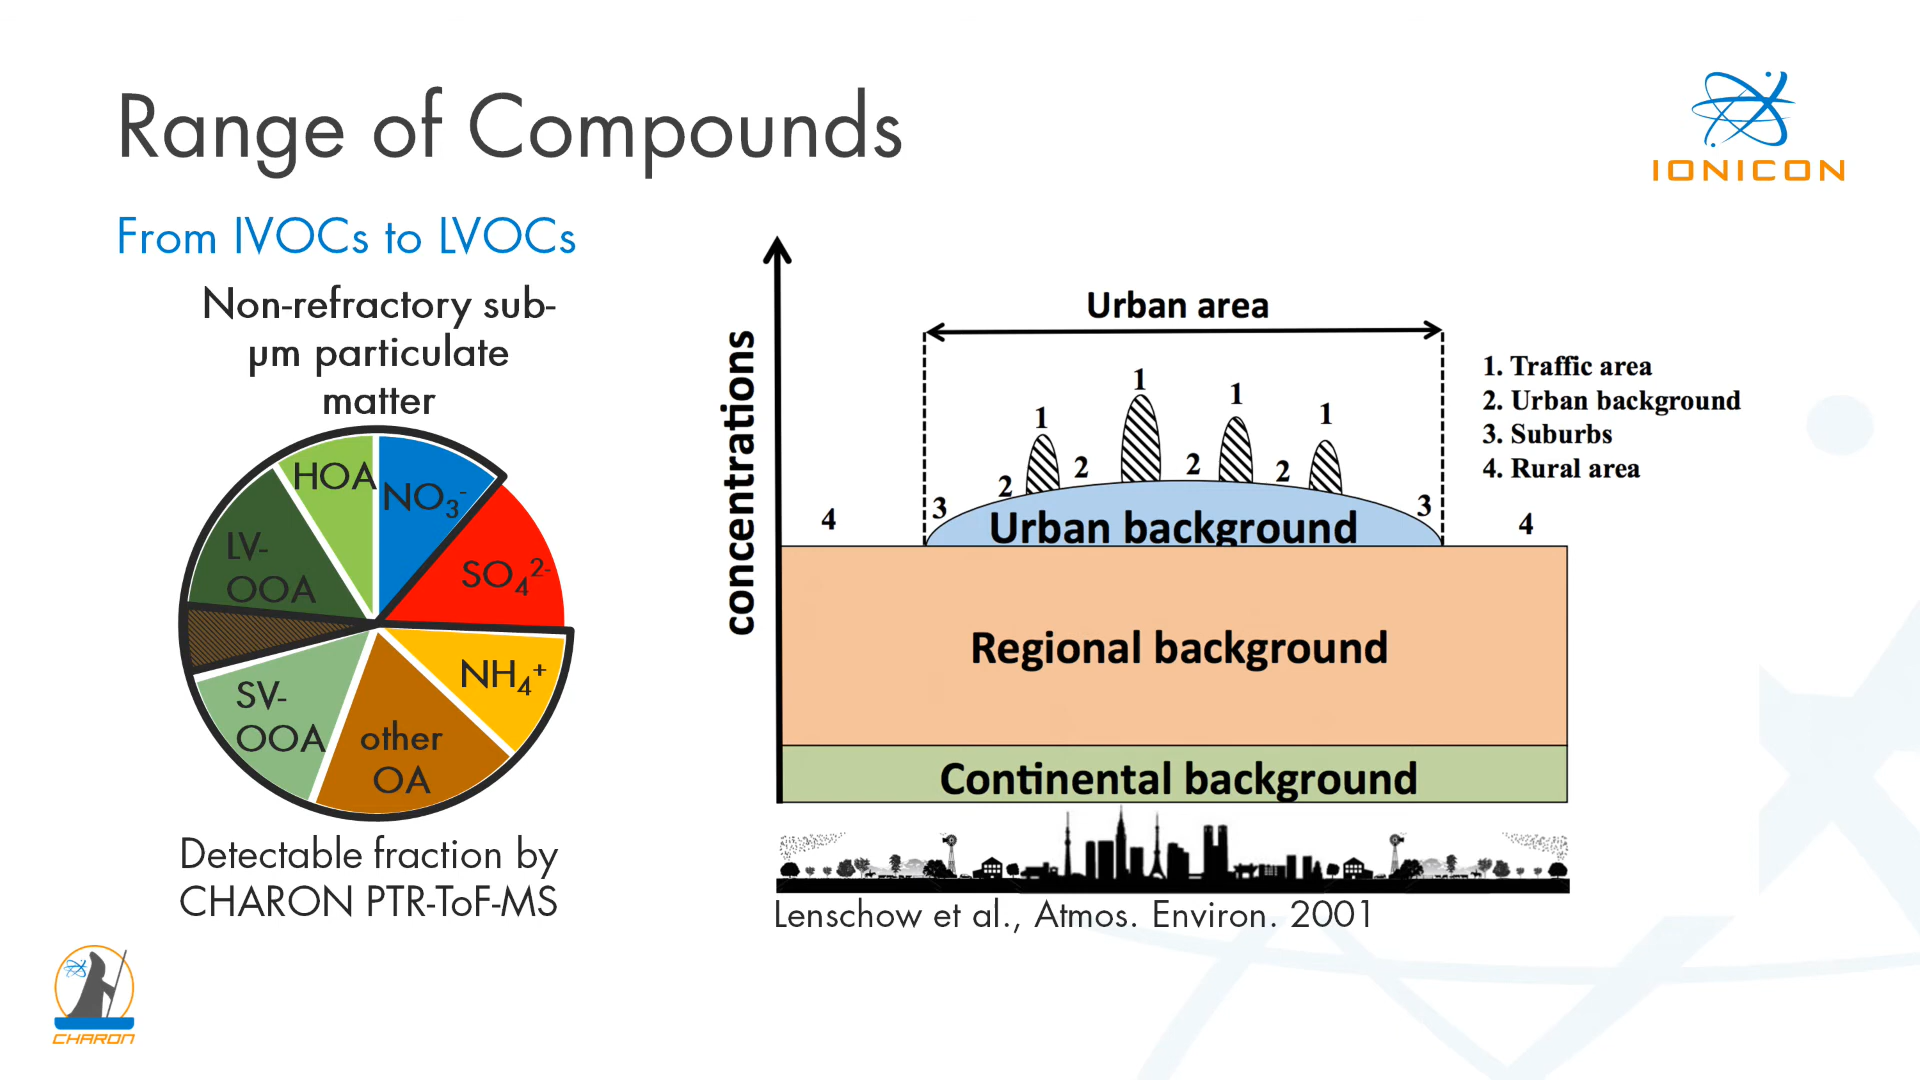 Range of Compounds
IONICON
From IVOCs to LVOCs
Non-refractory sub-
µm particulate
matter
HOA
NO₃⁻
LV-
OOA
SO₄²⁻
NH₄⁺
SV-
OOA
other
OA
Detectable fraction by
CHARON PTR-ToF-MS
CHARON
concentrations
Urban area
1
1
1
1
2
2
2
2
3
3
4
4
Urban background
Regional background
Continental background
1. Traffic area
2. Urban background
3. Suburbs
4. Rural area
Lenschow et al., Atmos. Environ. 2001